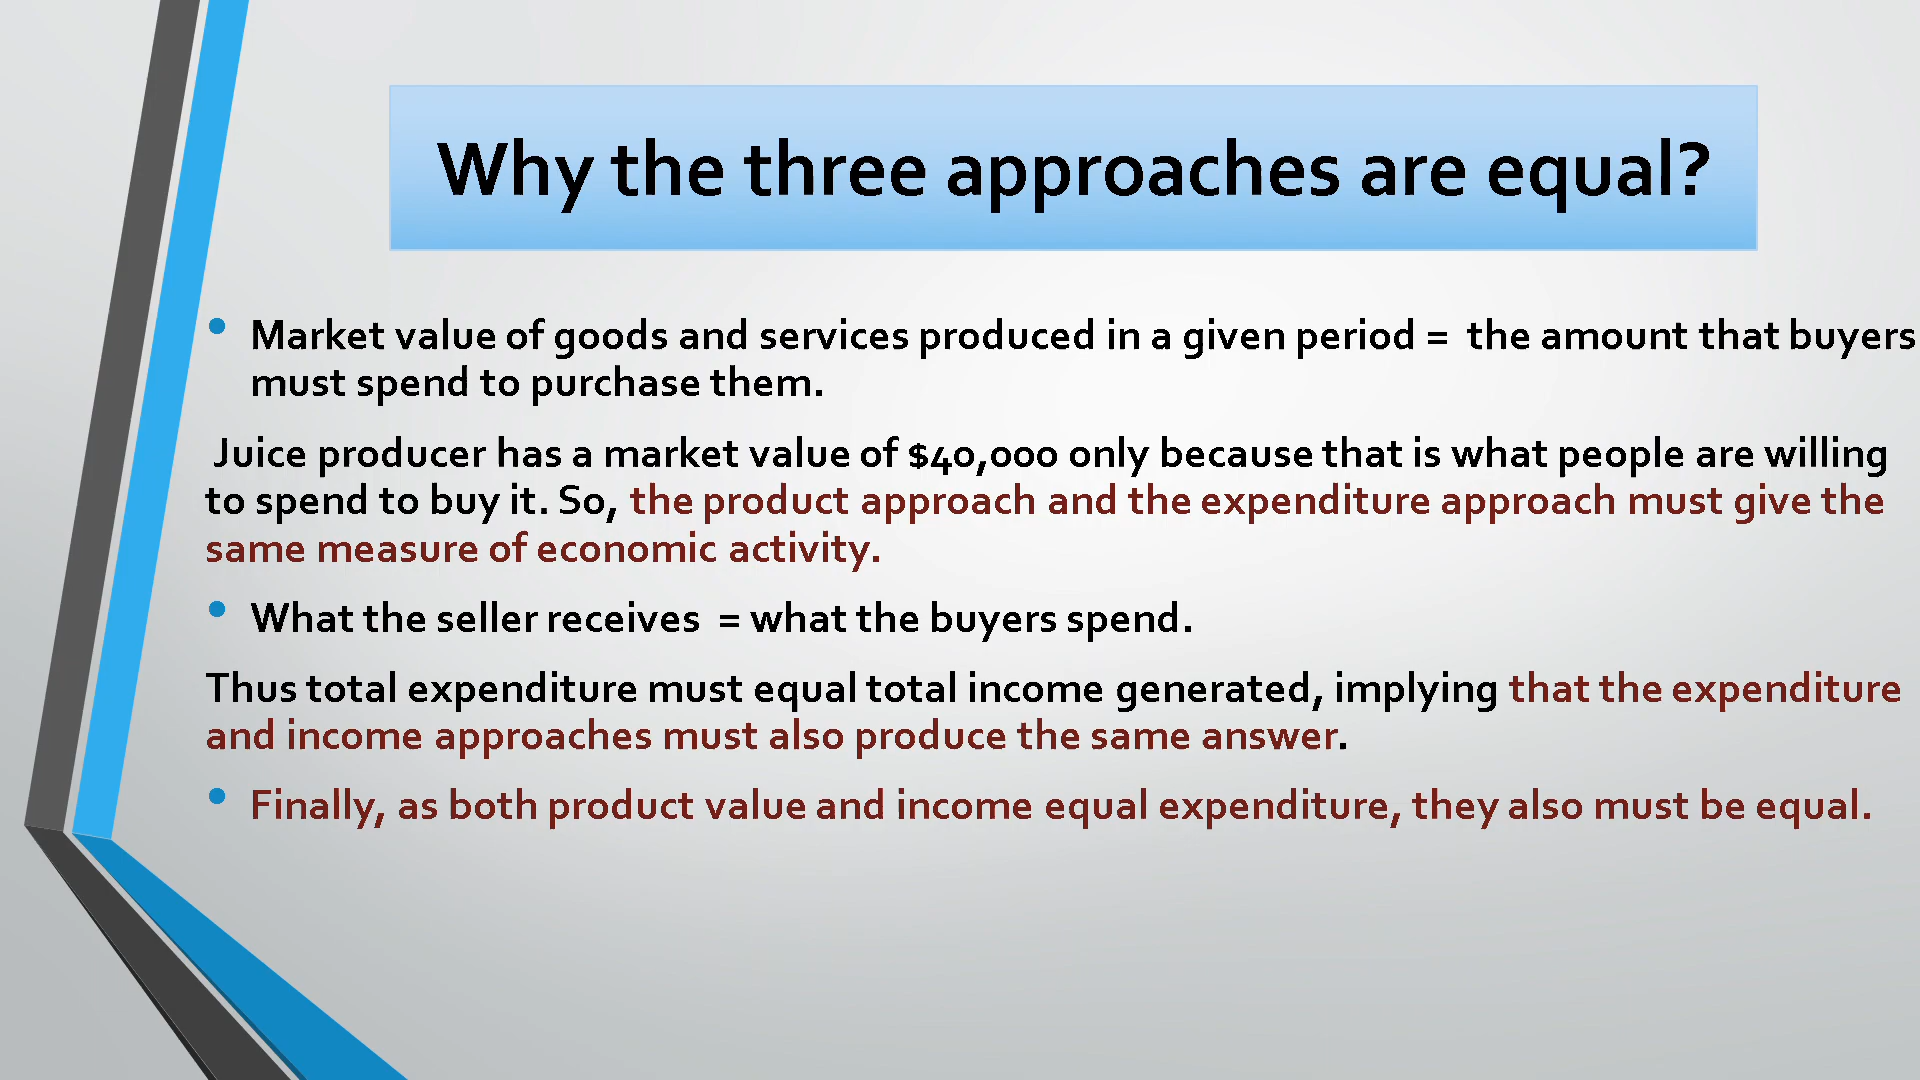 Why the three approaches are equal?
• Market value of goods and services produced in a given period = the amount that buyers
must spend to purchase them.
Juice producer has a market value of $40,000 only because that is what people are willing
to spend to buy it. So, the product approach and the expenditure approach must give the
same measure of economic activity.
• What the seller receives = what the buyers spend.
Thus total expenditure must equal total income generated, implying that the expenditure
and income approaches must also produce the same answer.
• Finally, as both product value and income equal expenditure, they also must be equal.